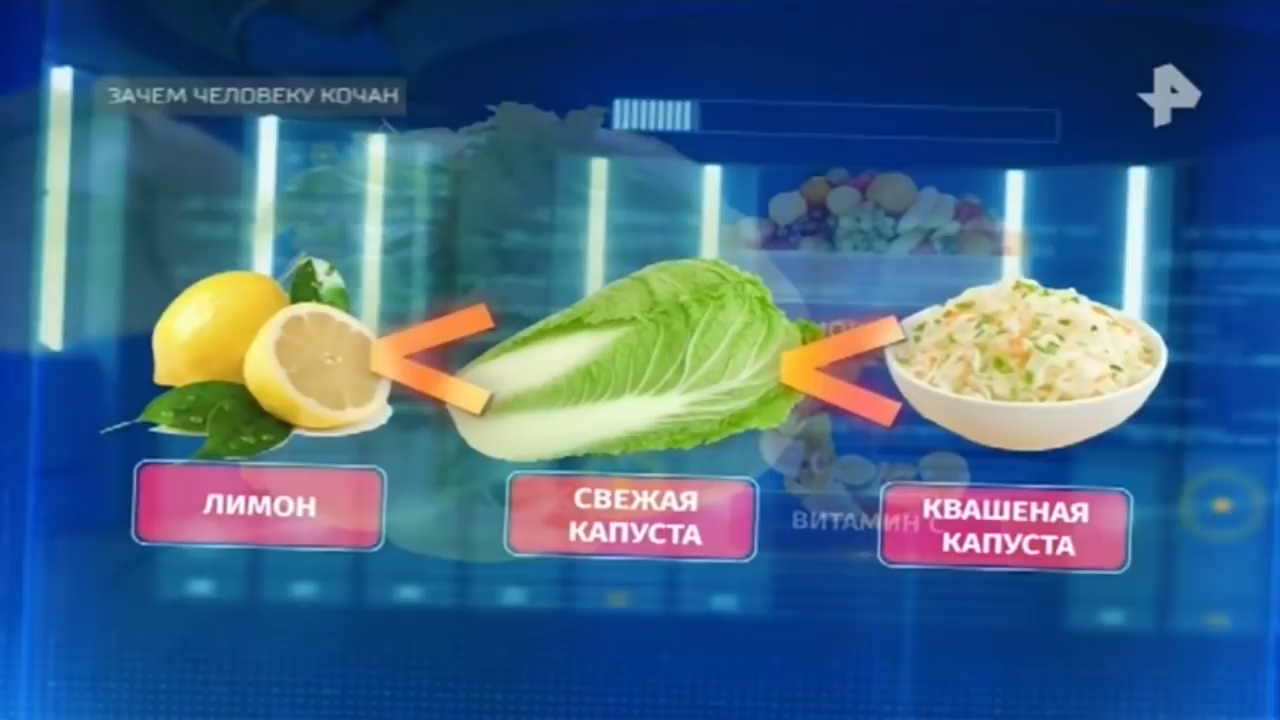 ЗАЧЕМ ЧЕЛОВЕКУ КОЧАН
ЛИМОН
СВЕЖАЯ
КАПУСТА
ВИТАМИН С
КВАШЕНАЯ
КАПУСТА